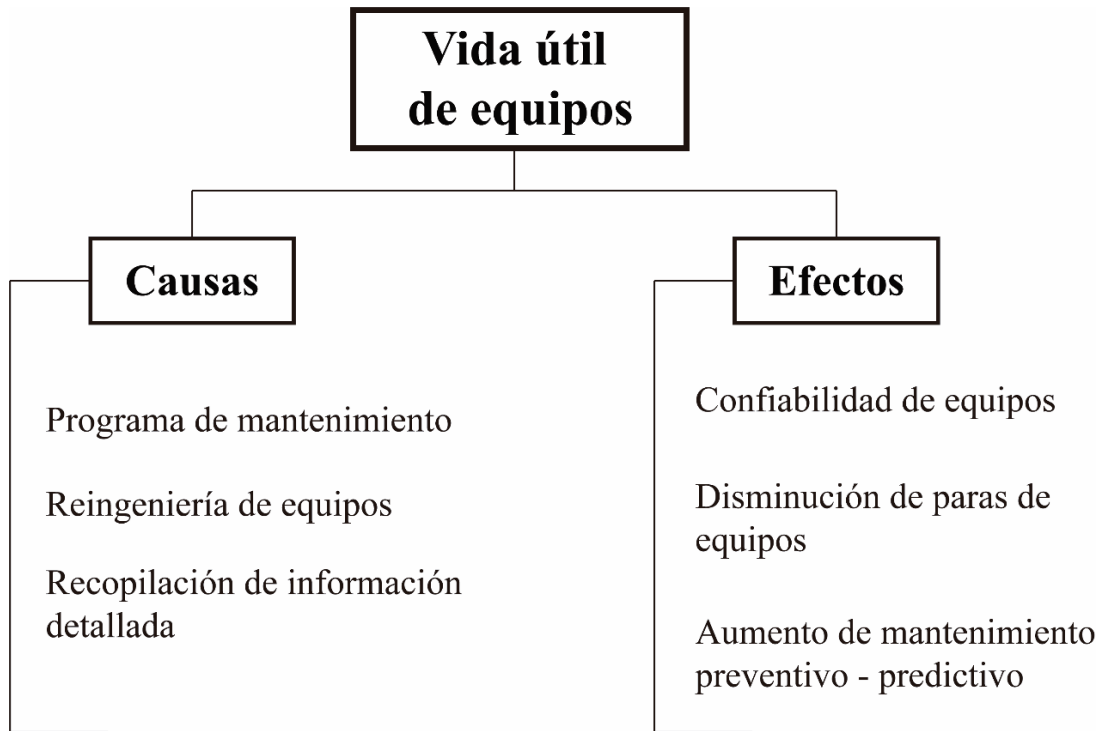 Vida útil
de equipos
Causas
Programa de mantenimiento
Reingeniería de equipos
Recopilación de información
detallada
Efectos
Confiabilidad de equipos
Disminución de paras de
equipos
Aumento de mantenimiento
preventivo - predictivo